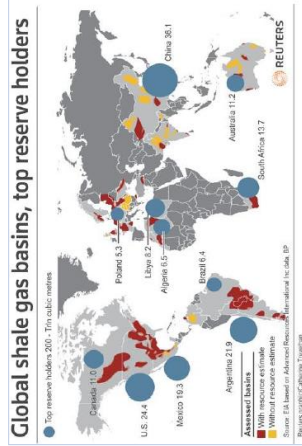 Global shale gas basins, top reserve holders
Top reserve holders 200 - Trln cubic metres
Canada 11.0
U.S. 24.4
Mexico 19.3
Argentina 21.9
Brazil 6.4
Poland 5.3
Libya 8.2
Algeria 6.5
China 36.1
Australia 11.2
South Africa 13.7
Assessed basins
With resource estimate
Without resource estimate
Source: EIA based on Advanced Resources International Inc data, BP
REUTERS